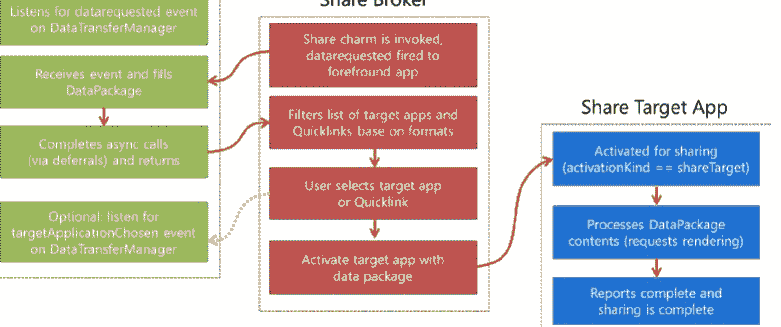 Share Broker
Listens for datarequested event
on DataTransferManager
Receives event and fills
DataPackage
Completes async calls
(via deferrals) and returns
Optional: listen for
targetApplicationChosen event
on DataTransferManager
Share charm is invoked,
datarequested fired to
forefround app
Filters list of target apps and
Quicklinks base on formats
User selects target app
or Quicklink
Activate target app with
data package
Share Target App
Activated for sharing
(activationKind == shareTarget)
Processes DataPackage
contents (requests rendering)
Reports complete and
sharing is complete